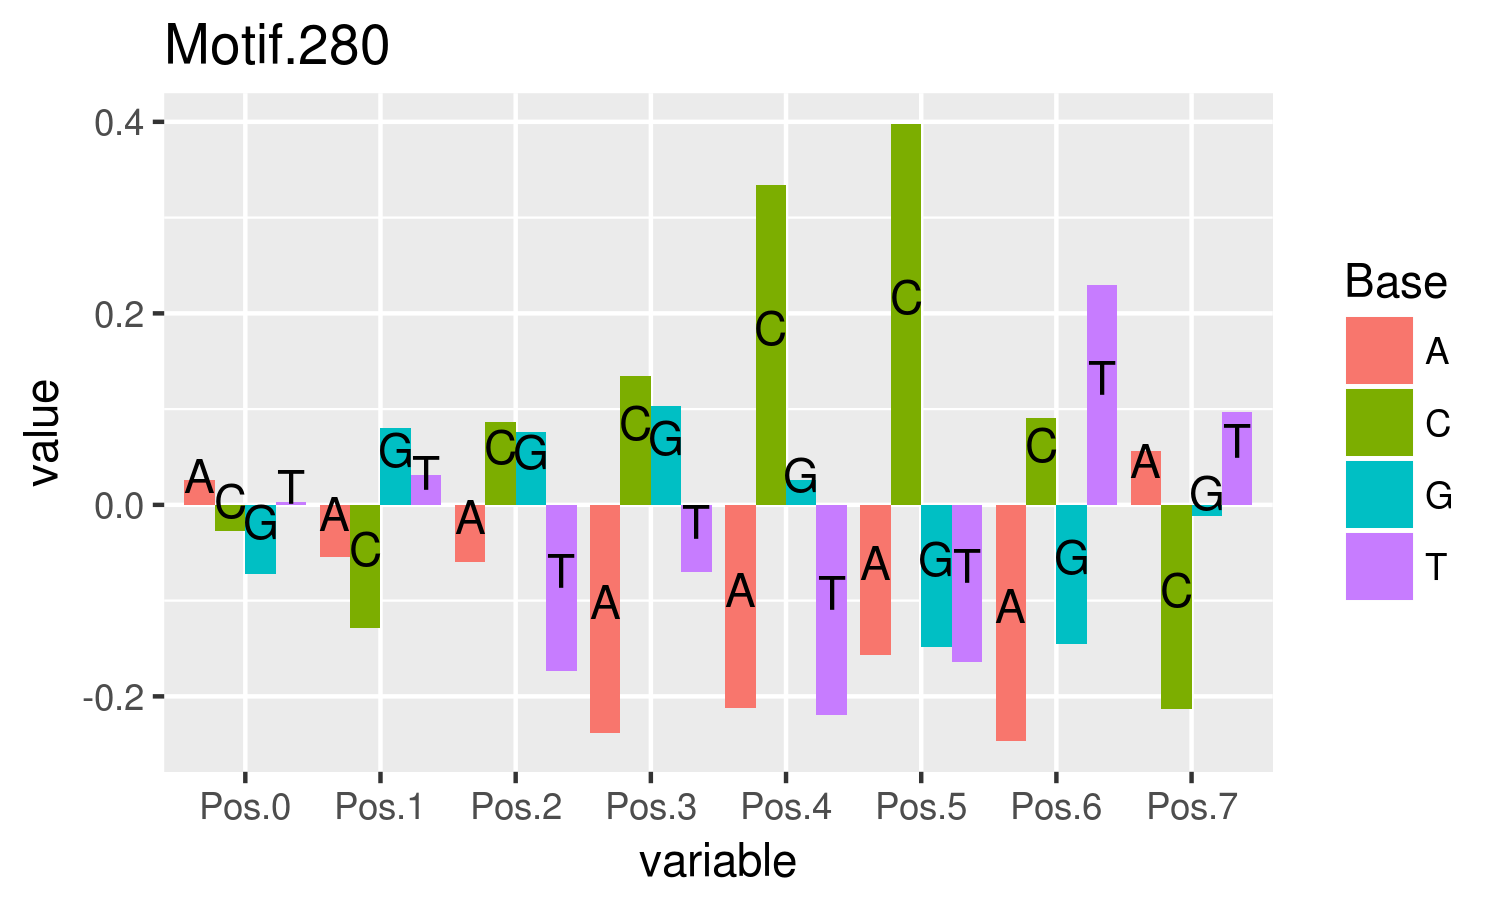 Motif.280
0.4
0.2
0.0
-0.2
value
A C G T A C G T A C G T A C G T A C G T A C G T A C G T A C G T
Pos.0 Pos.1 Pos.2 Pos.3 Pos.4 Pos.5 Pos.6 Pos.7
variable
Base
A
C
G
T